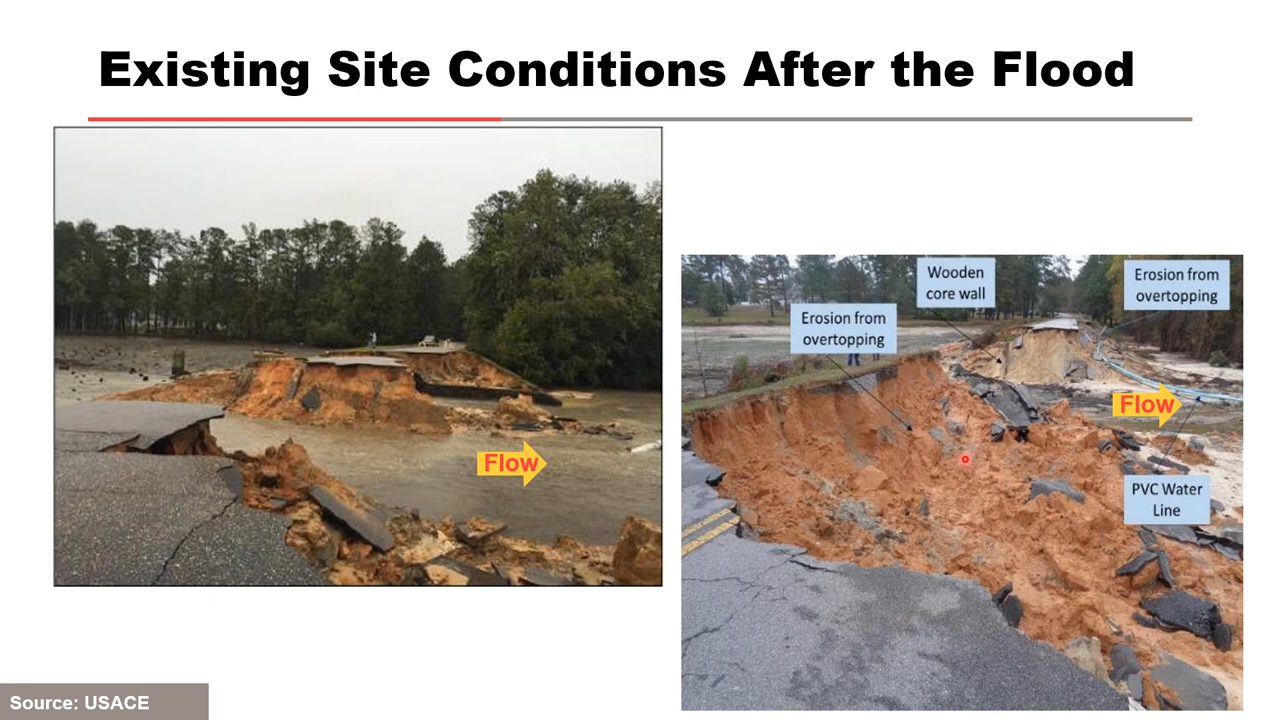 Existing Site Conditions After the Flood
Flow
Wooden
core wall
Erosion from
overtopping
Erosion from
overtopping
Flow
PVC Water
Line
Source: USACE